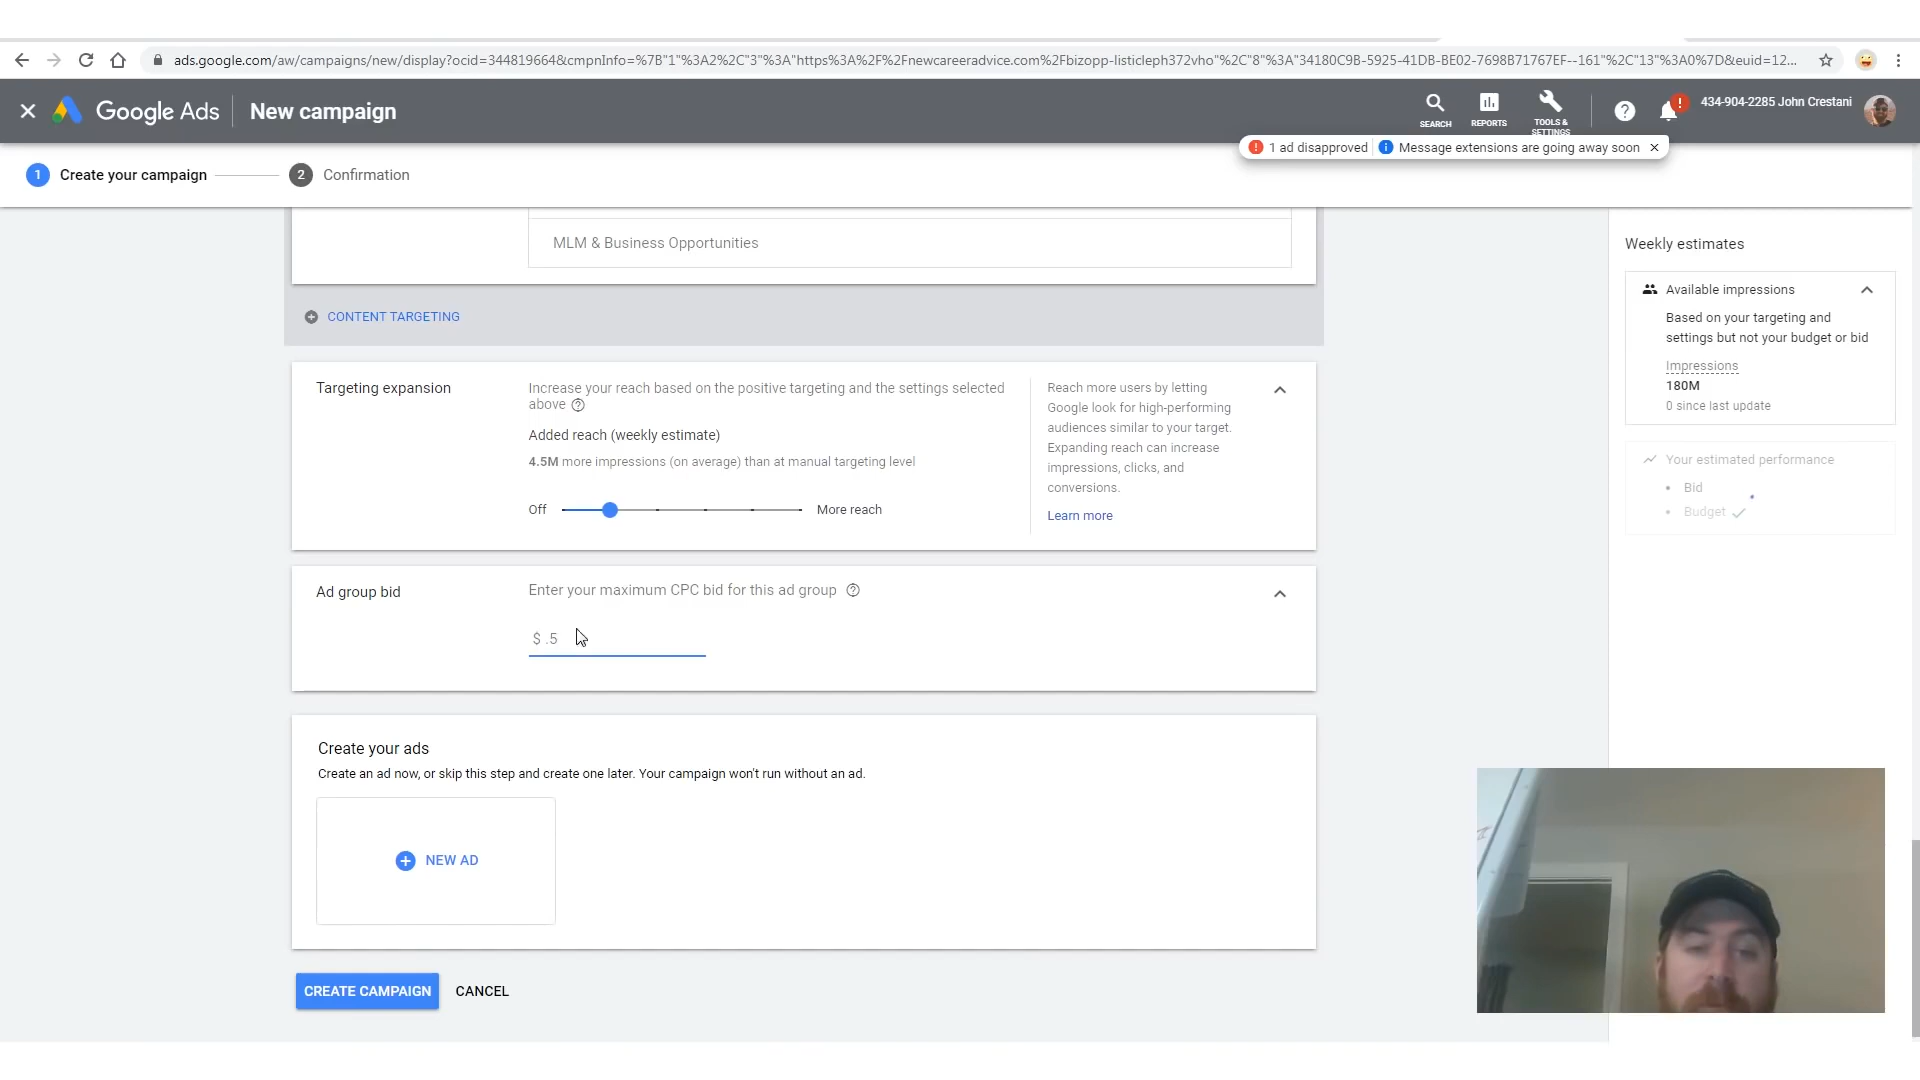 ads.google.com/aw/campaigns/new/display?ocid=344819664&cmpnInfo=%7B"1"%3A2%2C"3"%3A"https%3A%2F%2Fnewcareeradvice.com%2Fbizopp-listicleph372vho"%2C"8"%3A"34180C9B-5925-41DB-BE02-7698B71767EF--161"%2C"13"%3A0%7D&euid=12...
Google Ads
New campaign
SEARCH
REPORTS
TOOLS &
SETTINGS
434-904-2285 John Crestani
1 ad disapproved
Message extensions are going away soon
1 Create your campaign
2 Confirmation
MLM & Business Opportunities
CONTENT TARGETING
Targeting expansion
Increase your reach based on the positive targeting and the settings selected
above
Added reach (weekly estimate)
4.5M more impressions (on average) than at manual targeting level
Off
More reach
Reach more users by letting
Google look for high-performing
audiences similar to your target.
Expanding reach can increase
impressions, clicks, and
conversions.
Learn more
Ad group bid
Enter your maximum CPC bid for this ad group
$ .5
Create your ads
Create an ad now, or skip this step and create one later. Your campaign won't run without an ad.
NEW AD
CREATE CAMPAIGN
CANCEL
Weekly estimates
Available impressions
Based on your targeting and
settings but not your budget or bid
Impressions
180M
0 since last update
Your estimated performance
Bid
Budget